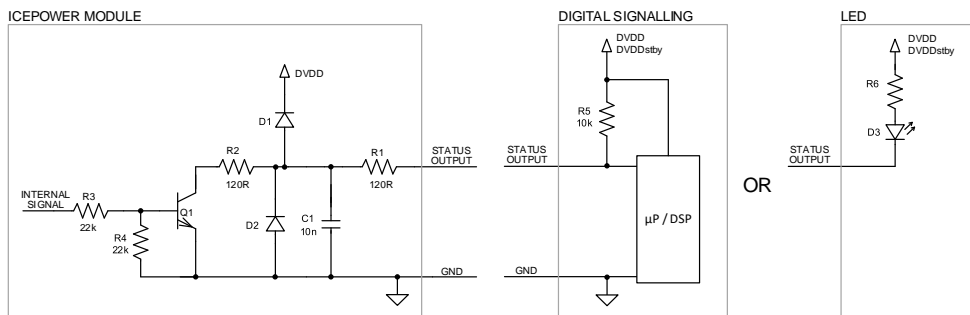 ICEPOWER MODULE
DVDD
D1
R2
120R
R1
120R
STATUS
OUTPUT
INTERNAL
SIGNAL
R3
22k
R4
22k
Q1
D2
C1
10n
GND
DIGITAL SIGNALLING
DVDD
DVDDstby
R5
10k
STATUS
OUTPUT
µP / DSP
GND
OR
LED
DVDD
DVDDstby
R6
D3
STATUS
OUTPUT